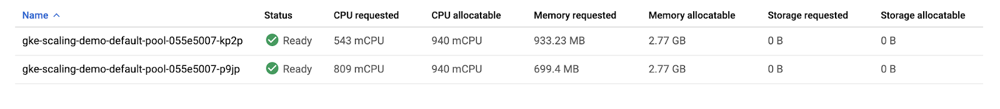 Name Status CPU requested CPU allocatable Memory requested Memory allocatable Storage requested Storage allocatable
gke-scaling-demo-default-pool-055e5007-kp2p Ready 543 mCPU 940 mCPU 933.23 MB 2.77 GB 0 B 0 B
gke-scaling-demo-default-pool-055e5007-p9jp Ready 809 mCPU 940 mCPU 699.4 MB 2.77 GB 0 B 0 B